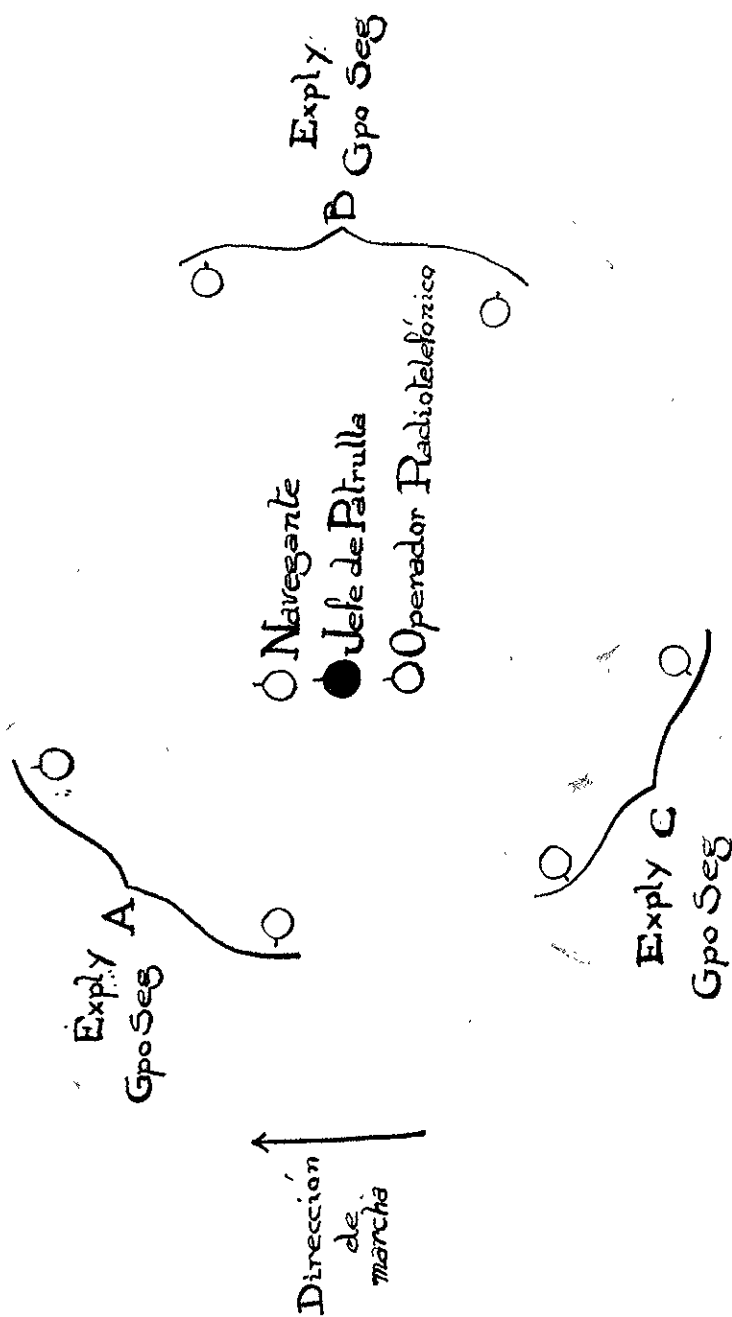 Dirección
de
marcha
Exply
A
Gpo Seg
Navegante
Jefe de Patrulla
Operador Radiotelefónico
Exply
B
Gpo Seg
Exply C
Gpo Seg